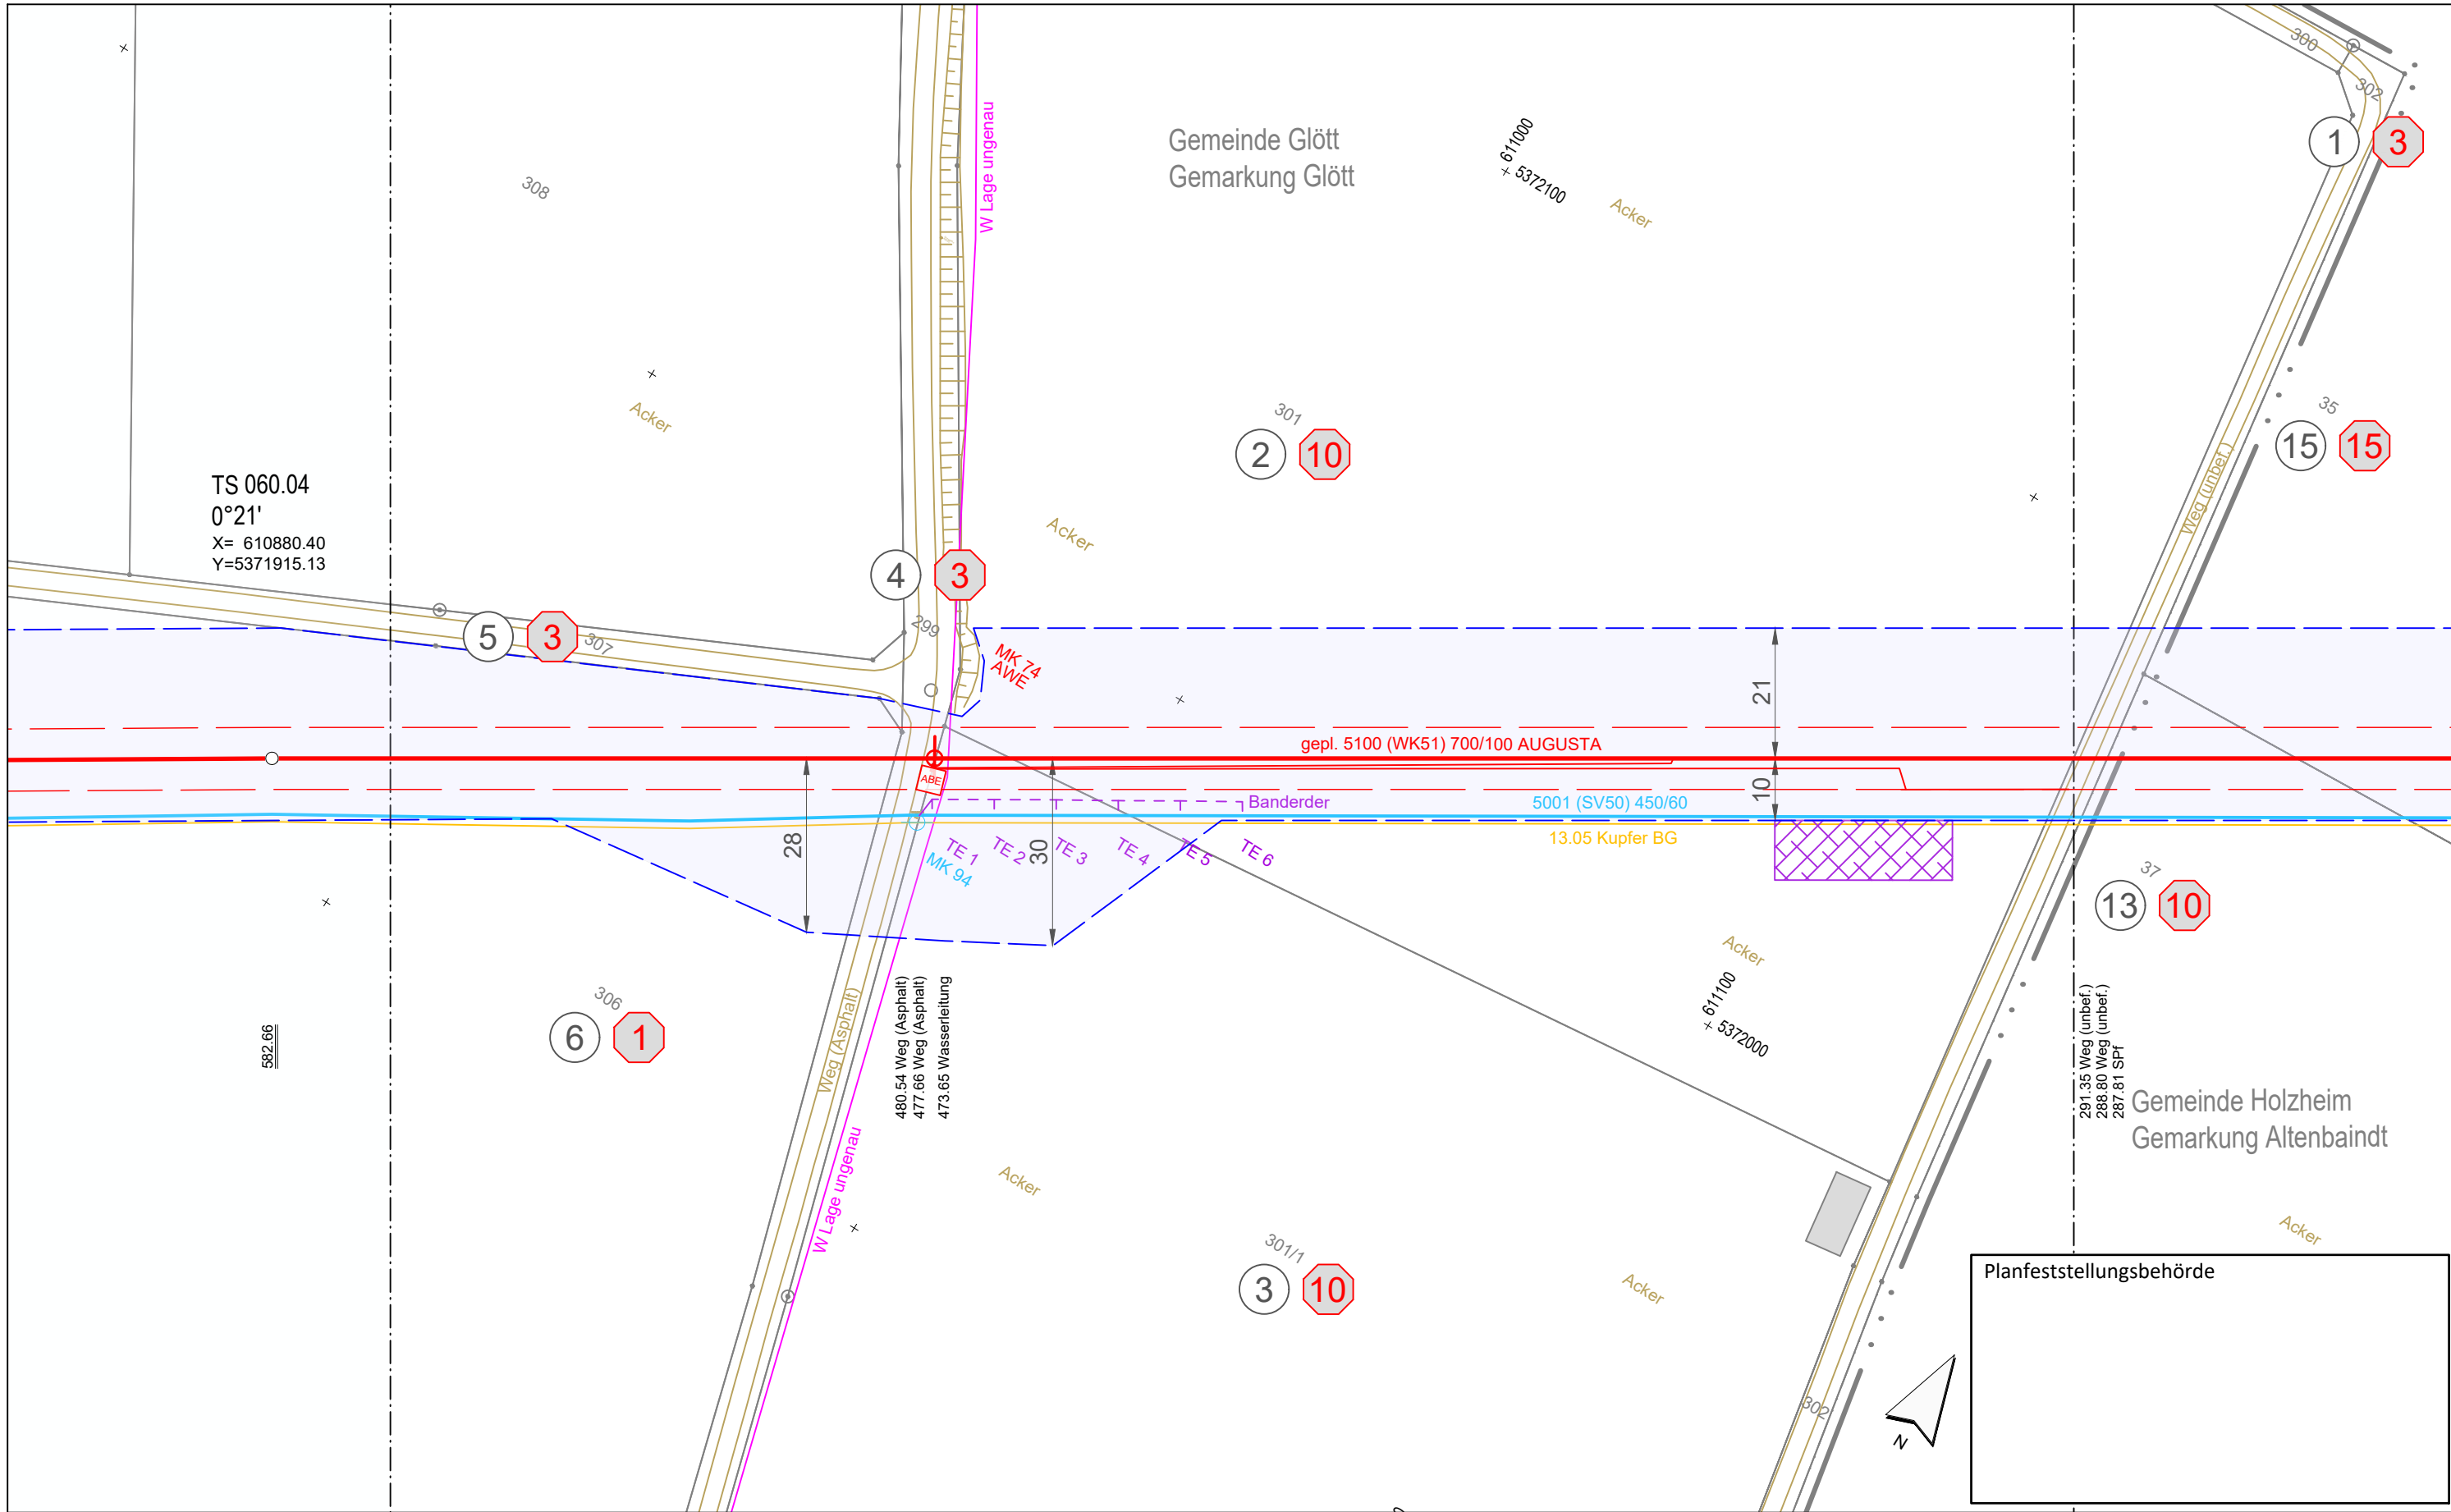 300
302
W Lage ungenau
Gemeinde Glött
Gemarkung Glött
611000
+ 5372100
1
3
308
Acker
Acker
301
2
10
35
15
15
Weg (unbef.)
TS 060.04
0°21'
X= 610880.40
Y=5371915.13
Acker
4
3
5
3
307
299
MK 74
AWE
21
gepl. 5100 (WK51) 700/100 AUGUSTA
ABE
10
Banderder
5001 (SV50) 450/60
13.05 Kupfer BG
28
30
TE 1
TE 2
TE 3
TE 4
TE 5
TE 6
MK 94
37
13
10
Acker
611100
+ 5372000
306
6
1
582.66
Weg (Asphalt)
480.54 Weg (Asphalt)
477.66 Weg (Asphalt)
473.65 Wasserleitung
291.35 Weg (unbef.)
288.80 Weg (unbef.)
287.81 SPf
Gemeinde Holzheim
Gemarkung Altenbaindt
W Lage ungenau
Acker
301/1
3
10
Acker
Acker
Planfeststellungsbehörde
302
N